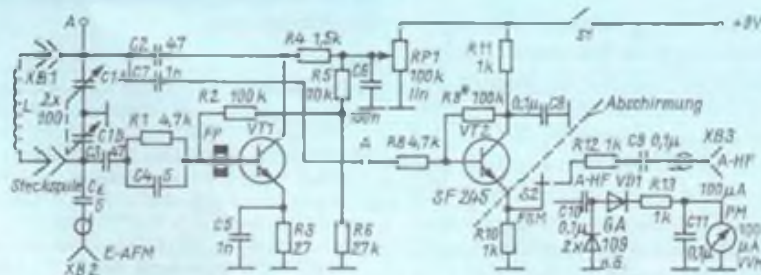 A
C2 47
R4 1,5k
S1
+9V
XB1
C1
C7 1n
R5
10k
C6
100n
RP1
100k
lin
R11
1k
L
2x
100
R2 100k
R8* 100k
0,1µ C8
Abschirmung
C1B
R1 4,7k
FP
VT1
A
VT2
R12 1k
C9 0,1µ
XB3
C3 47
R8 4,7k
A-HF
Steckspule
C4 5
SF 245
S2
A-HF
VD1
R13
100µA
C6
5
FSM
C10
1k
PM
C5
1n
R3
27
R6
27k
R10
1k
0,1µ
2x
GA
109
o.ä.
C11
0,1µ
100
µA
E-AFM
XB2